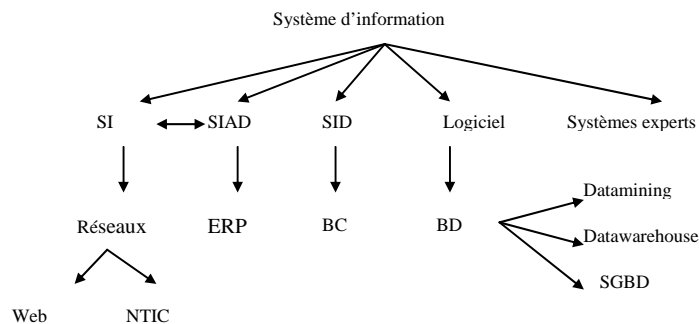 Système d'information
SI SIAD SID Logiciel Systèmes experts
Datamining
Réseaux ERP BC BD Datawarehouse
SGBD
Web NTIC